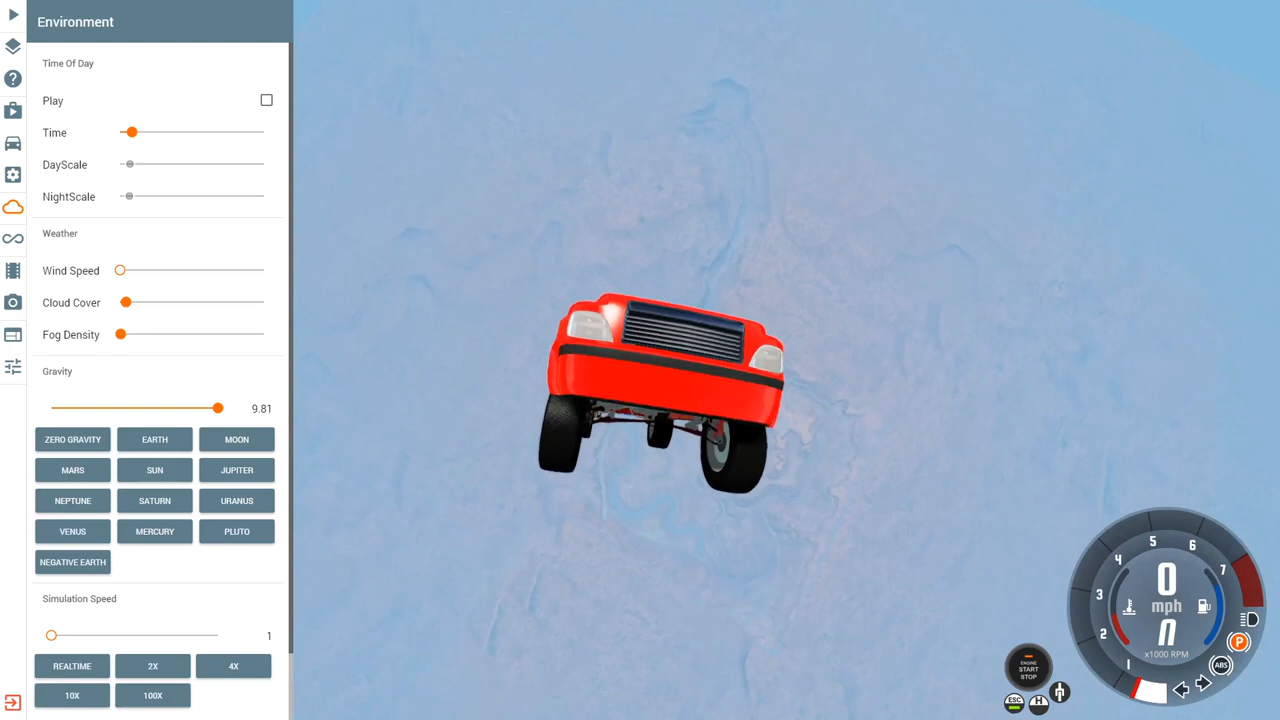 Environment
Time Of Day
Play
Time
DayScale
NightScale
Weather
Wind Speed
Cloud Cover
Fog Density
Gravity
9.81
ZERO GRAVITY EARTH MOON
MARS SUN JUPITER
NEPTUNE SATURN URANUS
VENUS MERCURY PLUTO
NEGATIVE EARTH
Simulation Speed
1
REALTIME 2X 4X
10X 100X
1 2 3 4 5 6 7
0
mph
n
x1000 RPM
P
ABS
ENGINE
START
STOP
ESC
H